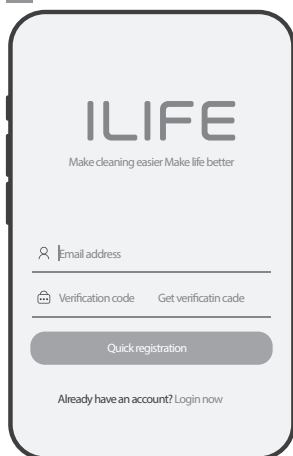 ILIFE
Make cleaning easier Make life better
Email address
Verification code Get verificatin cade
Quick registration
Already have an account? Login now